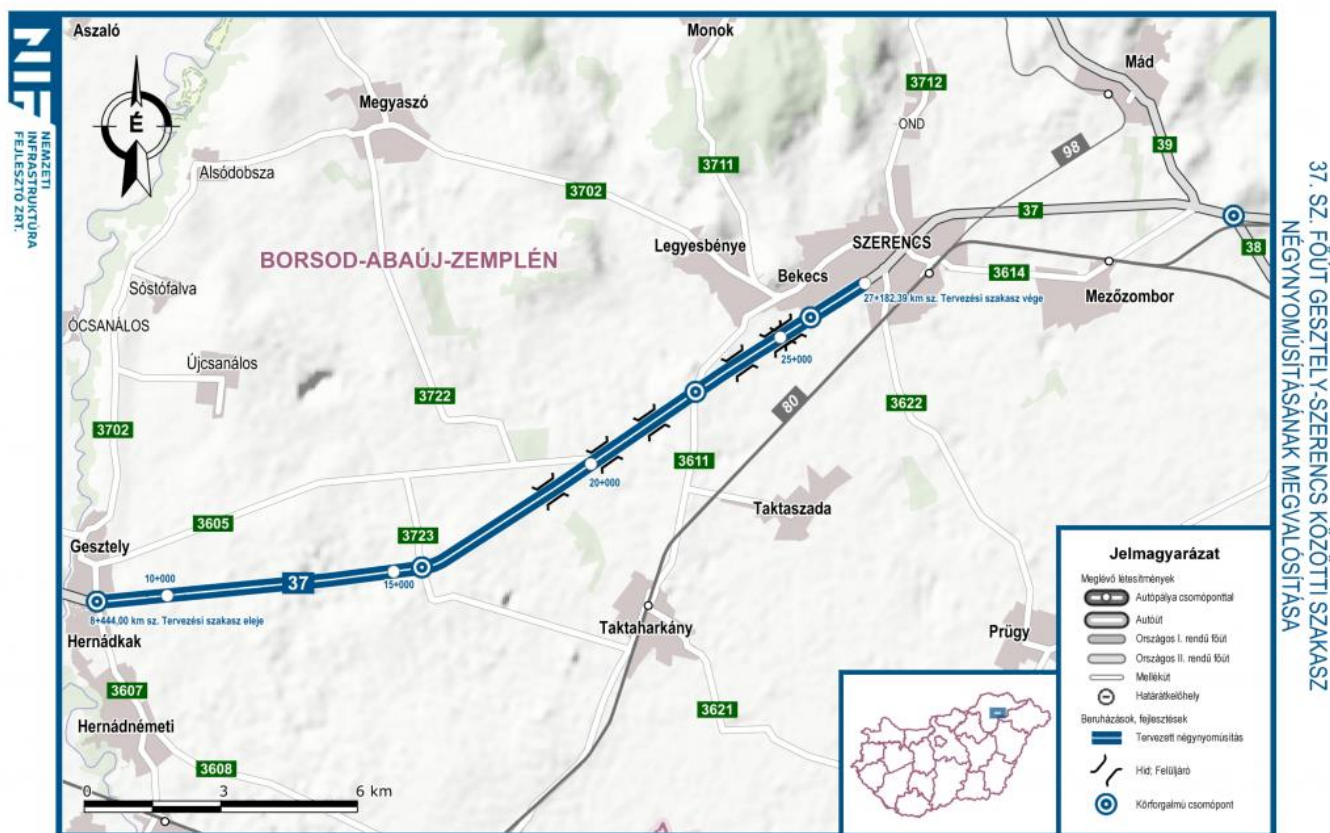 NIF
NEMZETI
INFRASTRUKTÚRA
FEJLESZTŐ ZRT.
37. SZ. FŐÚT GESZTELY-SZERENCS KÖZÖTTI SZAKASZ
NÉGYNYOMÚSÍTÁSÁNAK MEGVALÓSÍTÁSA
Aszaló
Monok
Mád
3712
Megyaszó
É
OND
39
98
Alsódobsza
3711
3702
37
Legyesbénye
SZERENCS
38
BORSOD-ABAÚJ-ZEMPLÉN
Bekecs
3614
Sóstófalva
27+182,39 km sz. Tervezési szakasz vége
Mezőzombor
ÓCSANÁLOS
25+000
Újcsanálos
3722
80
3622
3702
3611
20+000
Taktaszada
3605
3723
Gesztely
10+000
37
15+000
8+444,00 km sz. Tervezési szakasz eleje
Hernádkak
Taktaharkány
Prügy
3607
3621
Hernádnémeti
3608
0
3
6 km
Jelmagyarázat
Meglévő létesítmények
Autópálya csomóponttal
Autóút
Országos I. rendű főút
Országos II. rendű főút
Mellékút
Határátkelőhely
Beruházások, fejlesztések
Tervezett négynyomúsítás
Híd; Felüljáró
Körforgalmú csomópont